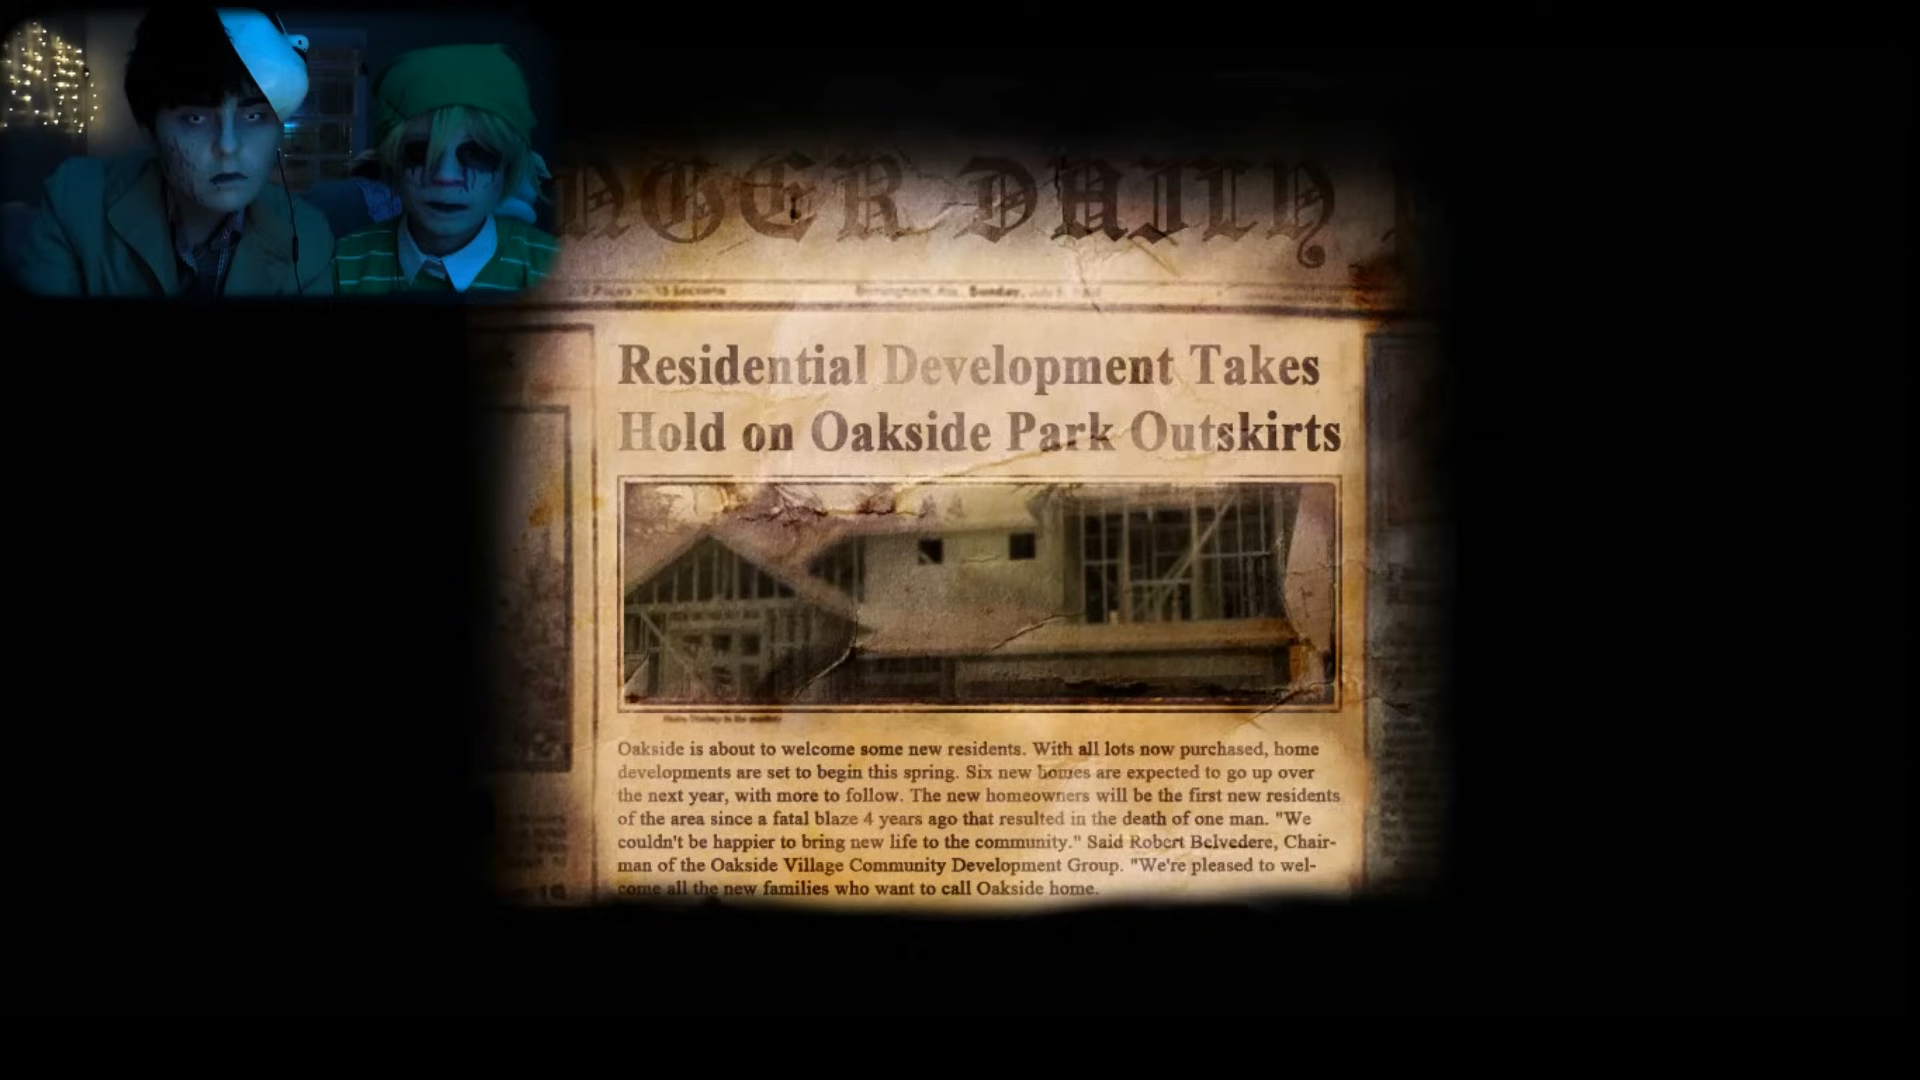 DAILY
Residential Development Takes
Hold on Oakside Park Outskirts
Oakside is about to welcome some new residents. With all lots now purchased, home
developments are set to begin this spring. Six new homes are expected to go up over
the next year, with more to follow. The new homeowners will be the first new residents
of the area since a fatal blaze 4 years ago that resulted in the death of one man. "We
couldn't be happier to bring new life to the community." Said Robert Belvedere, Chair-
man of the Oakside Village Community Development Group. "We're pleased to wel-
come all the new families who want to call Oakside home.